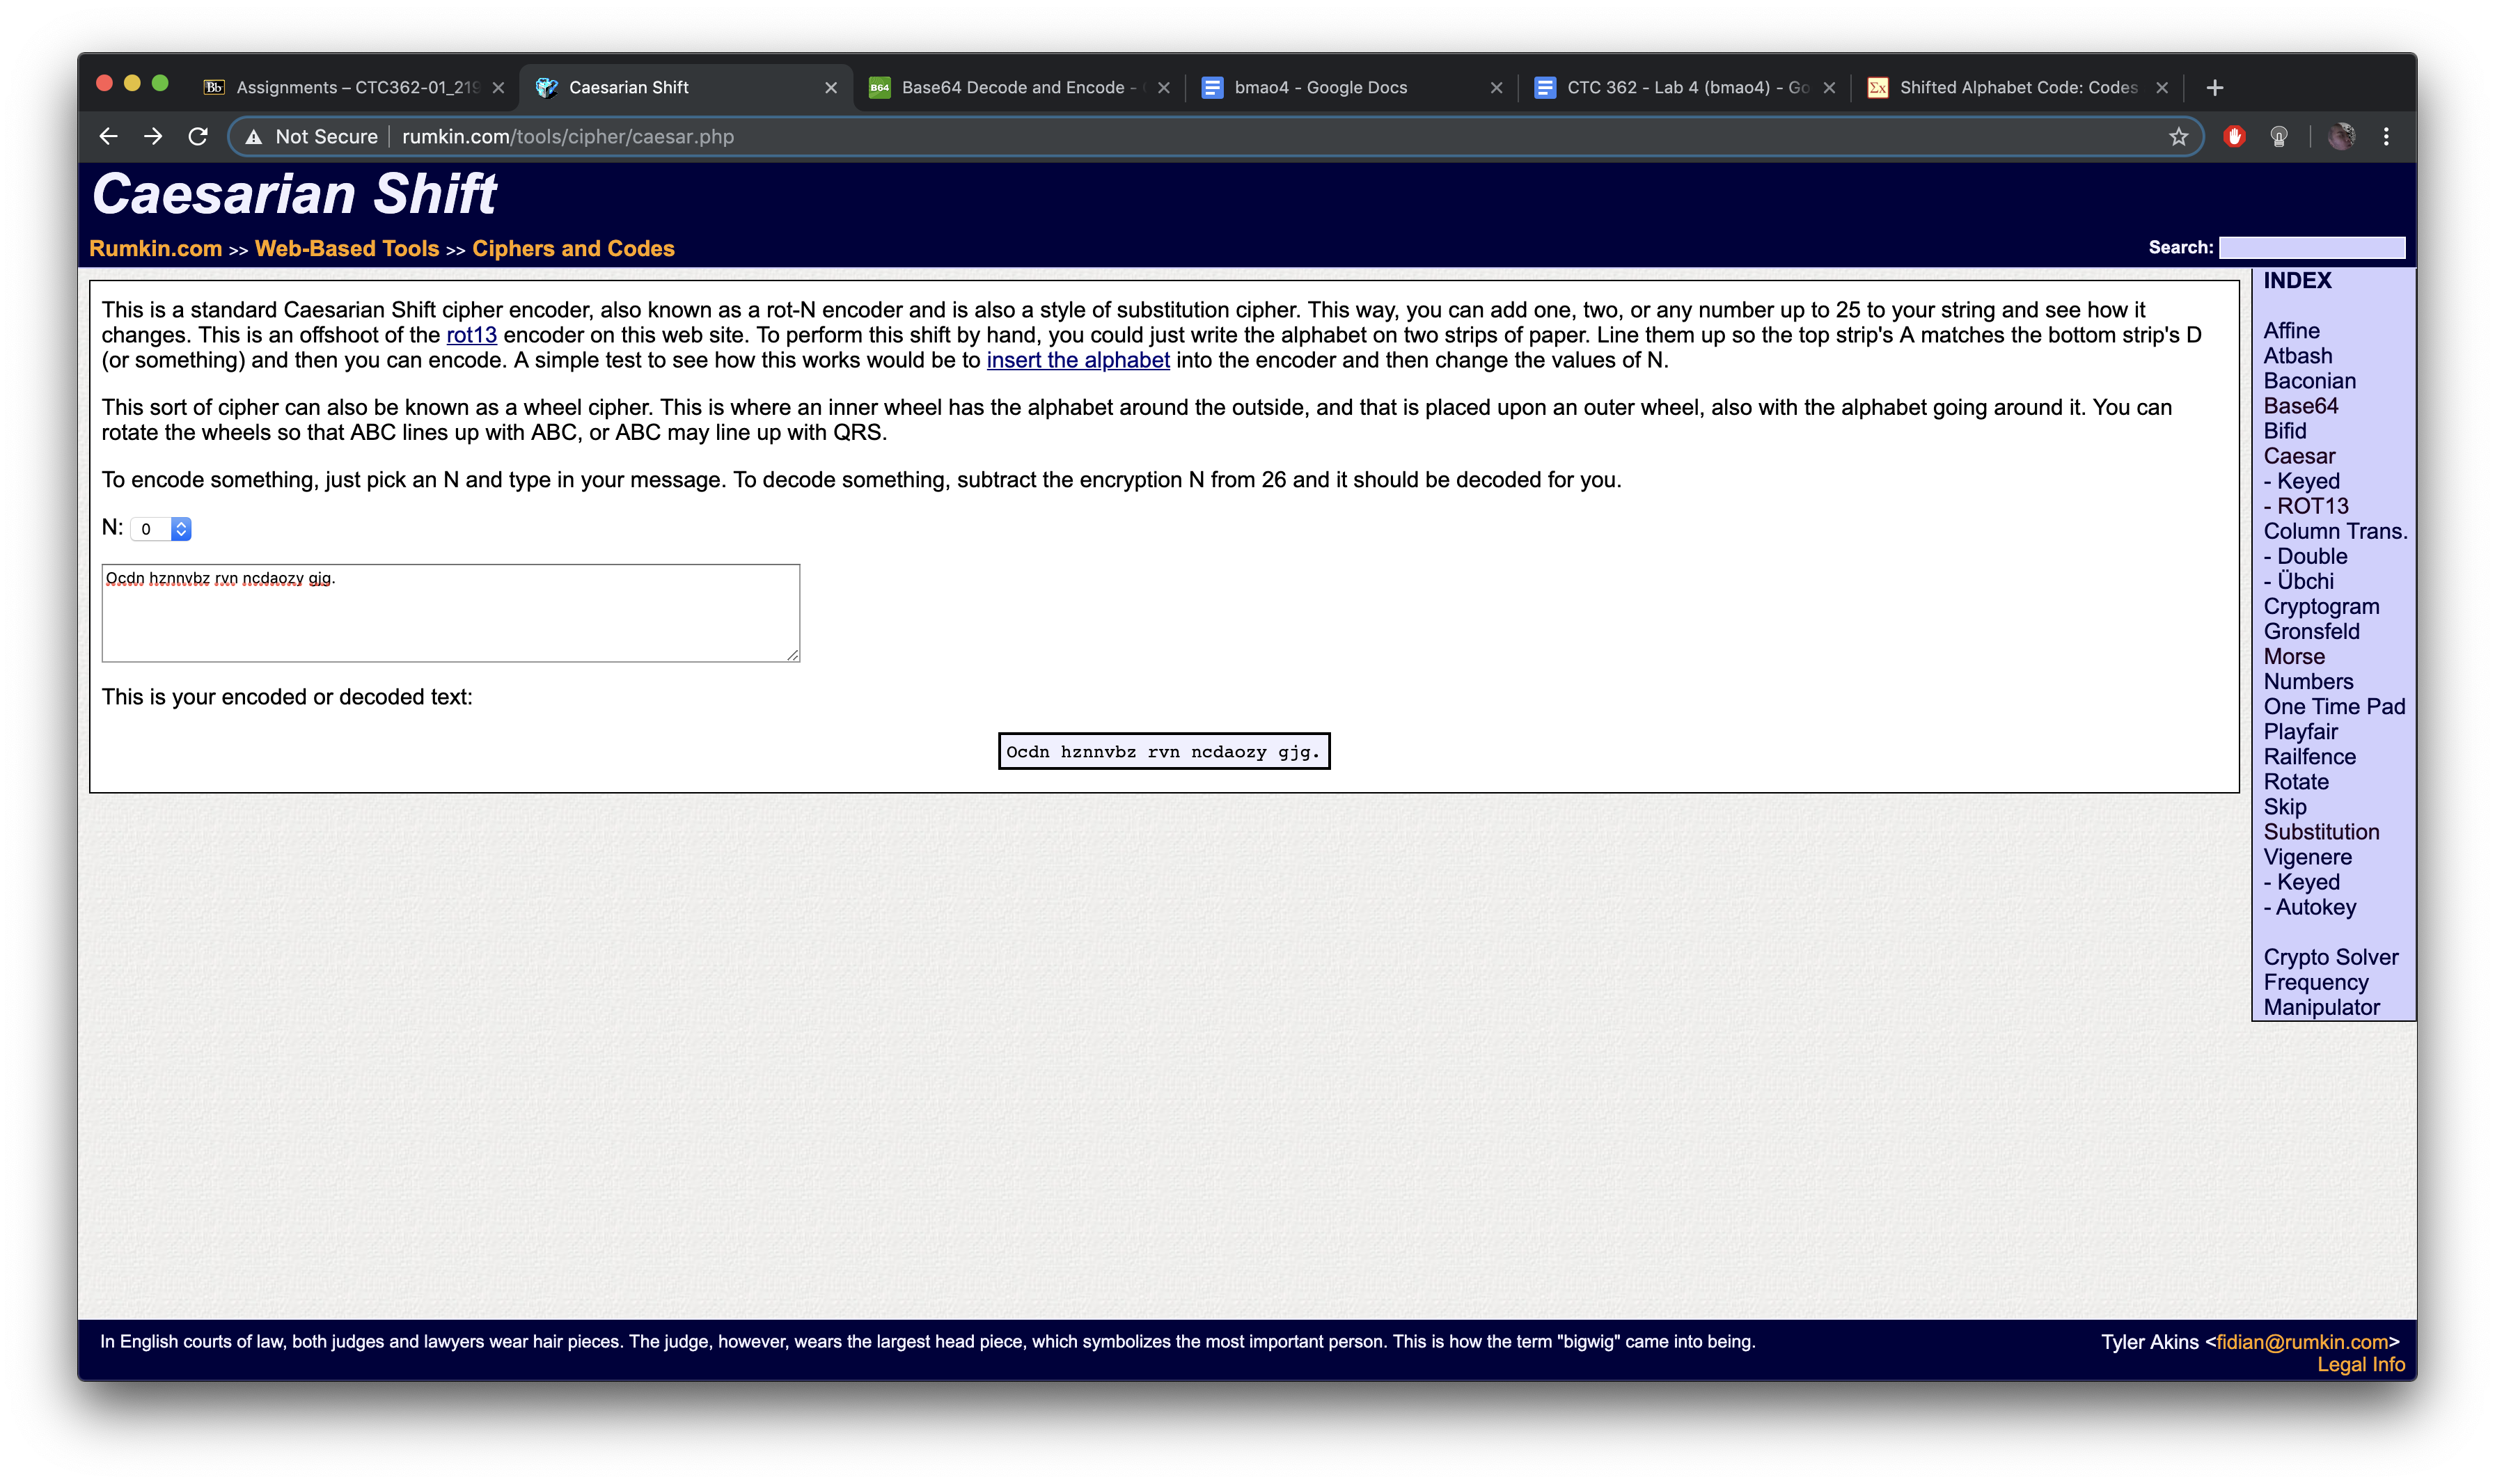 Assignments – CTC362-01_219
Caesarian Shift
Base64 Decode and Encode -
bmao4 - Google Docs
CTC 362 - Lab 4 (bmao4) - Go
Shifted Alphabet Code: Codes
Not Secure | rumkin.com/tools/cipher/caesar.php
Caesarian Shift
Rumkin.com >> Web-Based Tools >> Ciphers and Codes
Search:
This is a standard Caesarian Shift cipher encoder, also known as a rot-N encoder and is also a style of substitution cipher. This way, you can add one, two, or any number up to 25 to your string and see how it
changes. This is an offshoot of the rot13 encoder on this web site. To perform this shift by hand, you could just write the alphabet on two strips of paper. Line them up so the top strip's A matches the bottom strip's D
(or something) and then you can encode. A simple test to see how this works would be to insert the alphabet into the encoder and then change the values of N.
This sort of cipher can also be known as a wheel cipher. This is where an inner wheel has the alphabet around the outside, and that is placed upon an outer wheel, also with the alphabet going around it. You can
rotate the wheels so that ABC lines up with ABC, or ABC may line up with QRS.
To encode something, just pick an N and type in your message. To decode something, subtract the encryption N from 26 and it should be decoded for you.
N: 0
Ocdn hznnvbz rvn ncdaozy gjg.
This is your encoded or decoded text:
Ocdn hznnvbz rvn ncdaozy gjg.
INDEX
Affine
Atbash
Baconian
Base64
Bifid
Caesar
- Keyed
- ROT13
Column Trans.
- Double
- Übchi
Cryptogram
Gronsfeld
Morse
Numbers
One Time Pad
Playfair
Railfence
Rotate
Skip
Substitution
Vigenere
- Keyed
- Autokey
Crypto Solver
Frequency
Manipulator
In English courts of law, both judges and lawyers wear hair pieces. The judge, however, wears the largest head piece, which symbolizes the most important person. This is how the term "bigwig" came into being.
Tyler Akins <fidian@rumkin.com>
Legal Info